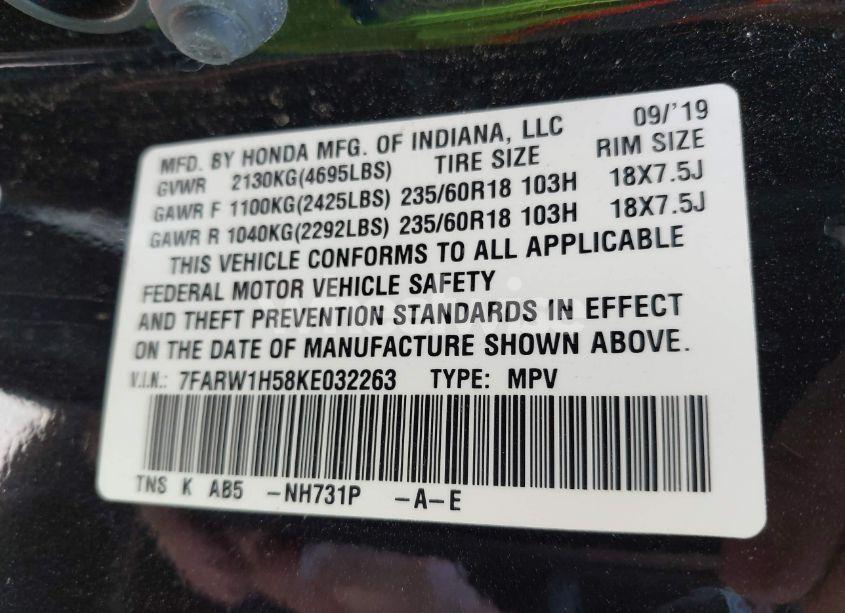 MFD. BY HONDA MFG. OF INDIANA, LLC 09/'19
GVWR 2130KG(4695LBS) TIRE SIZE RIM SIZE
GAWR F 1100KG(2425LBS) 235/60R18 103H 18X7.5J
GAWR R 1040KG(2292LBS) 235/60R18 103H 18X7.5J
THIS VEHICLE CONFORMS TO ALL APPLICABLE
FEDERAL MOTOR VEHICLE SAFETY
AND THEFT PREVENTION STANDARDS IN EFFECT
ON THE DATE OF MANUFACTURE SHOWN ABOVE.
V.I.N.: 7FARW1H58KE032263 TYPE: MPV
TNS K AB5 -NH731P -A-E